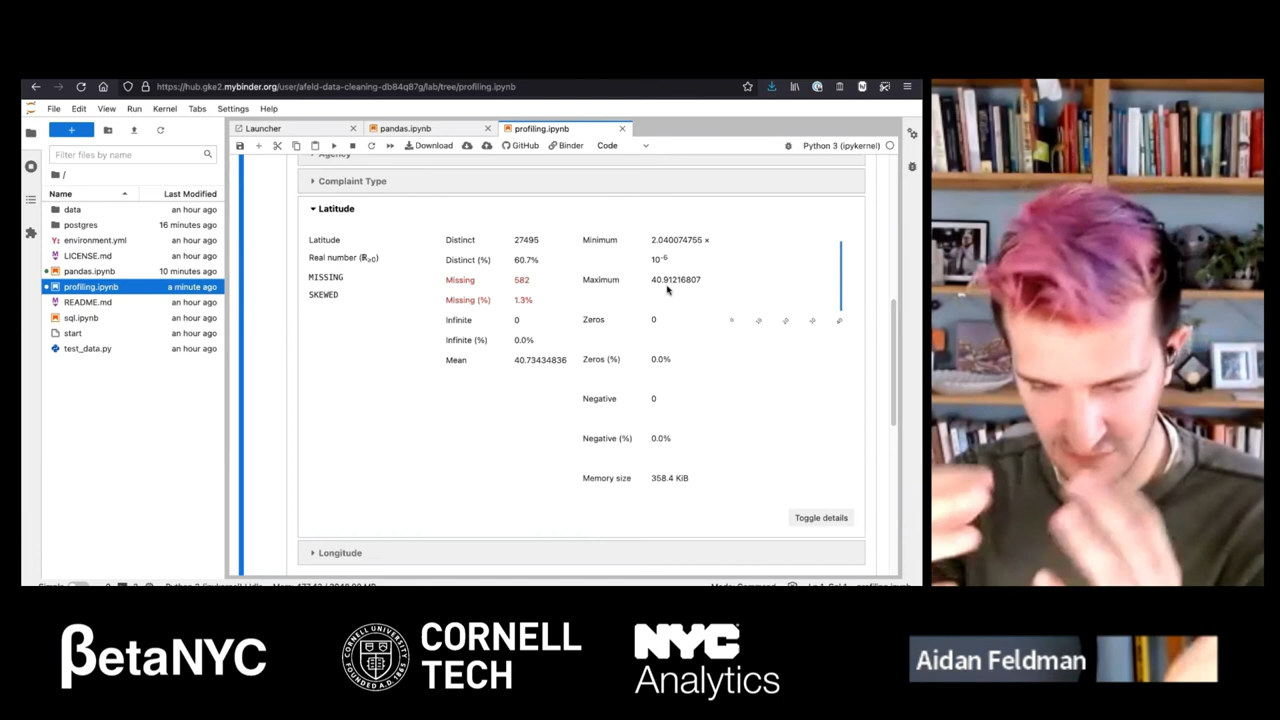 https://hub.gke2.mybinder.org/user/afeld-data-cleaning-db84q87g/lab/tree/profiling.ipynb
File Edit View Run Kernel Tabs Settings Help
Launcher pandas.ipynb profiling.ipynb
Filter files by name
Download GitHub Binder Code Python 3 (ipykernel)
/
Name Last Modified
data an hour ago
postgres 16 minutes ago
environment.yml an hour ago
LICENSE.md an hour ago
pandas.ipynb 10 minutes ago
profiling.ipynb a minute ago
README.md an hour ago
sql.ipynb an hour ago
start an hour ago
test_data.py an hour ago
Agency
Complaint Type
Latitude
Latitude
Real number (ℝ≥0)
MISSING
SKEWED
Distinct 27495
Distinct (%) 60.7%
Missing 582
Missing (%) 1.3%
Infinite 0
Infinite (%) 0.0%
Mean 40.73434836
Minimum 2.040074755 ×
10⁻⁶
Maximum 40.91216807
Zeros 0
Zeros (%) 0.0%
Negative 0
Negative (%) 0.0%
Memory size 358.4 KiB
Toggle details
Longitude
βetaNYC
CORNELL
TECH
NYC
Analytics
Aidan Feldman